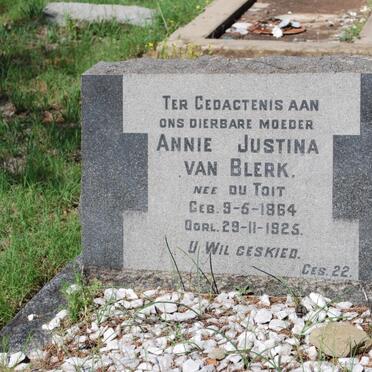 TER GEDACTENIS AAN
ONS DIERBARE MOEDER
ANNIE JUSTINA
VAN BLERK.
NEE DU TOIT
GEB. 9-5-1864
OORL. 29-11-1925.
U WIL GESKIED.
GES. 22.